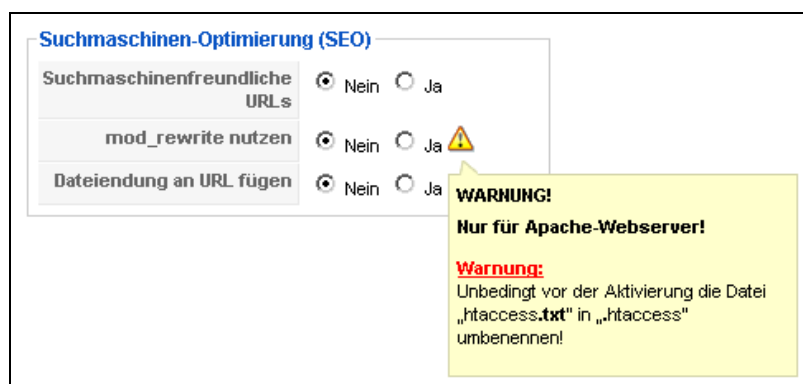 Suchmaschinen-Optimierung (SEO)
Suchmaschinenfreundliche
URLs
Nein Ja
mod_rewrite nutzen
Nein Ja
Dateiendung an URL fügen
Nein Ja
WARNUNG!
Nur für Apache-Webserver!
Warnung:
Unbedingt vor der Aktivierung die Datei
„htaccess.txt" in „.htaccess"
umbenennen!